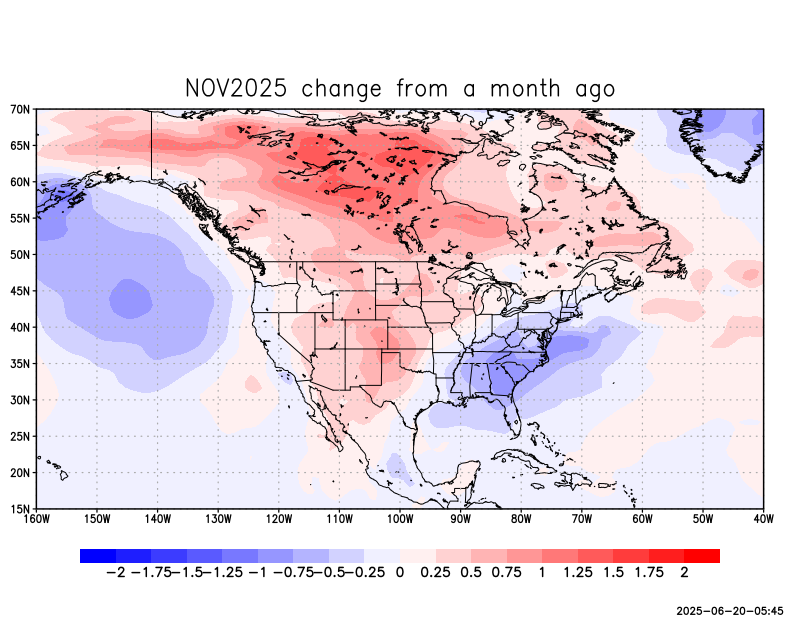 NOV2025 change from a month ago
70N
65N
60N
55N
50N
45N
40N
35N
30N
25N
20N
15N
160W 150W 140W 130W 120W 110W 100W 90W 80W 70W 60W 50W 40W
−2 −1.75 −1.5 −1.25 −1 −0.75 −0.5 −0.25 0 0.25 0.5 0.75 1 1.25 1.5 1.75 2
2025−06−20−05:45